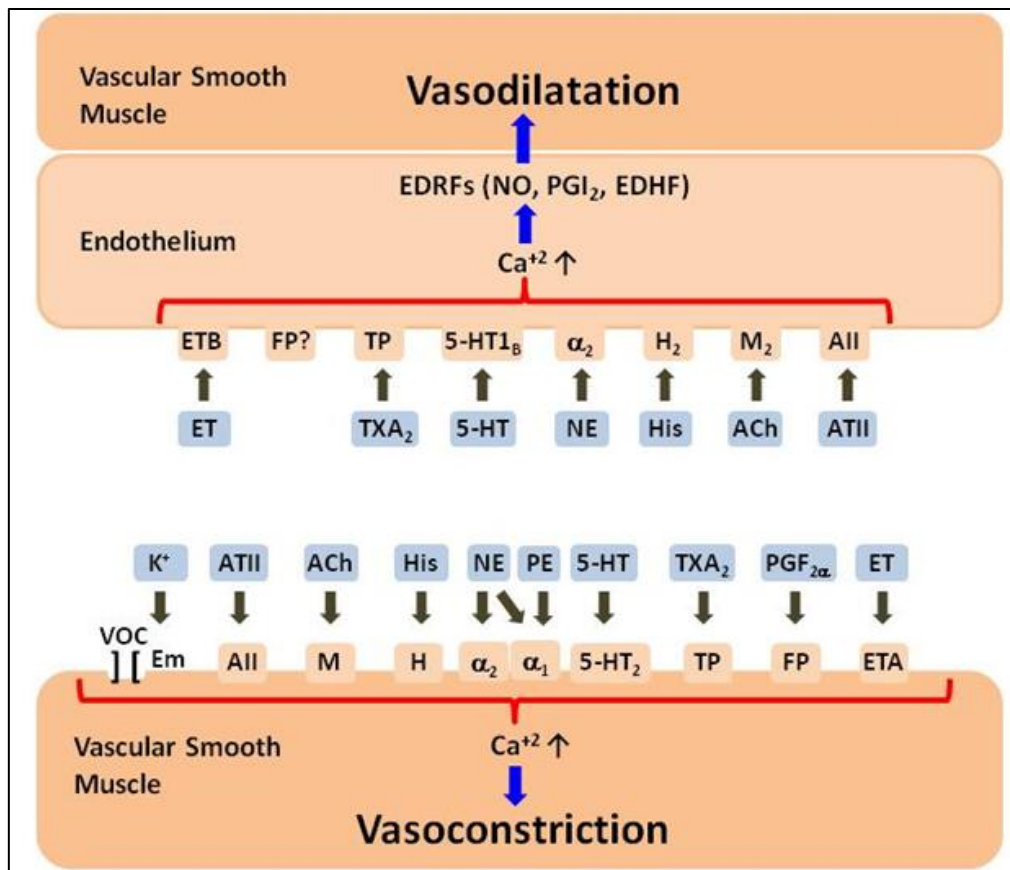 Vascular Smooth
Muscle
Vasodilatation
EDRFs (NO, PGI₂, EDHF)
Endothelium
Ca⁺² ↑
ETB FP? TP 5-HT1B α₂ H₂ M₂ AII
ET TXA₂ 5-HT NE His ACh ATII
K⁺ ATII ACh His NE PE 5-HT TXA₂ PGF₂α ET
VOC
] [ Em AII M H α₂ α₁ 5-HT₂ TP FP ETA
Vascular Smooth
Muscle
Ca⁺² ↑
Vasoconstriction